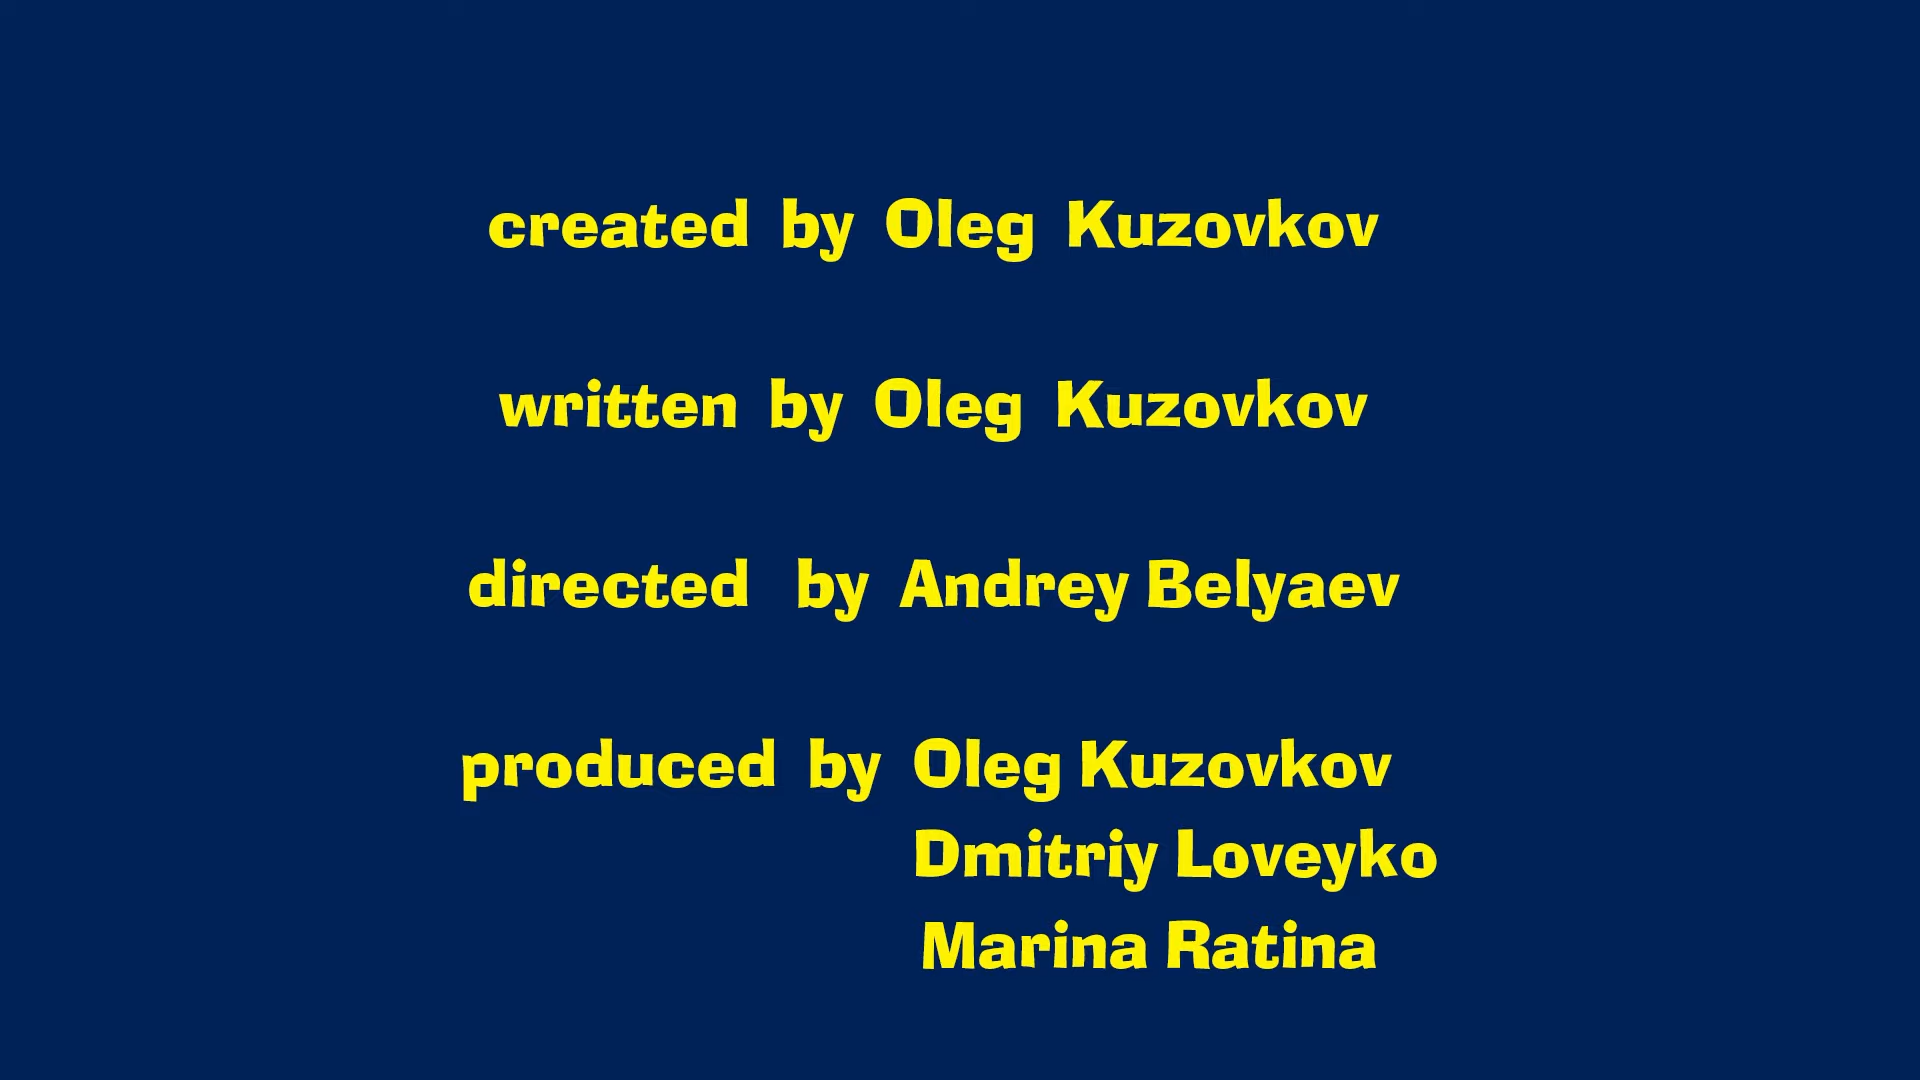 created by Oleg Kuzovkov
written by Oleg Kuzovkov
directed by Andrey Belyaev
produced by Oleg Kuzovkov
Dmitriy Loveyko
Marina Ratina